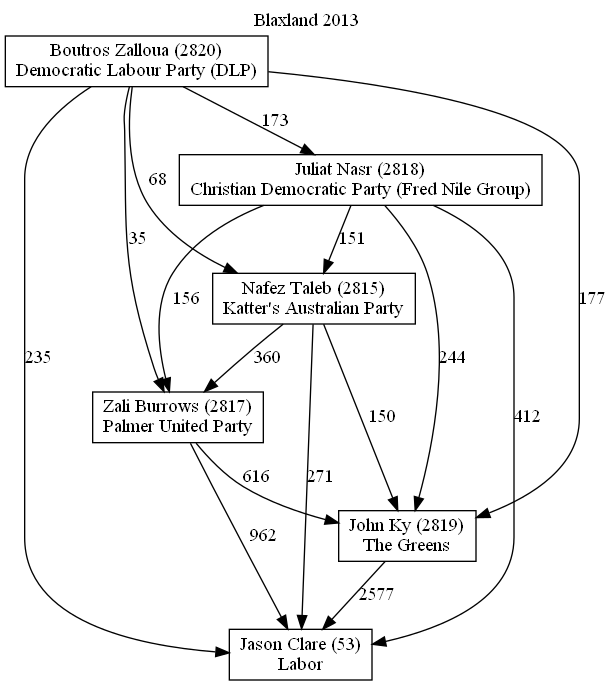 Blaxland 2013
Boutros Zalloua (2820)
Democratic Labour Party (DLP)
173
Juliat Nasr (2818)
Christian Democratic Party (Fred Nile Group)
68
35
151
Nafez Taleb (2815)
Katter's Australian Party
156
177
235
360
244
Zali Burrows (2817)
Palmer United Party
150
412
616
271
John Ky (2819)
The Greens
962
2577
Jason Clare (53)
Labor